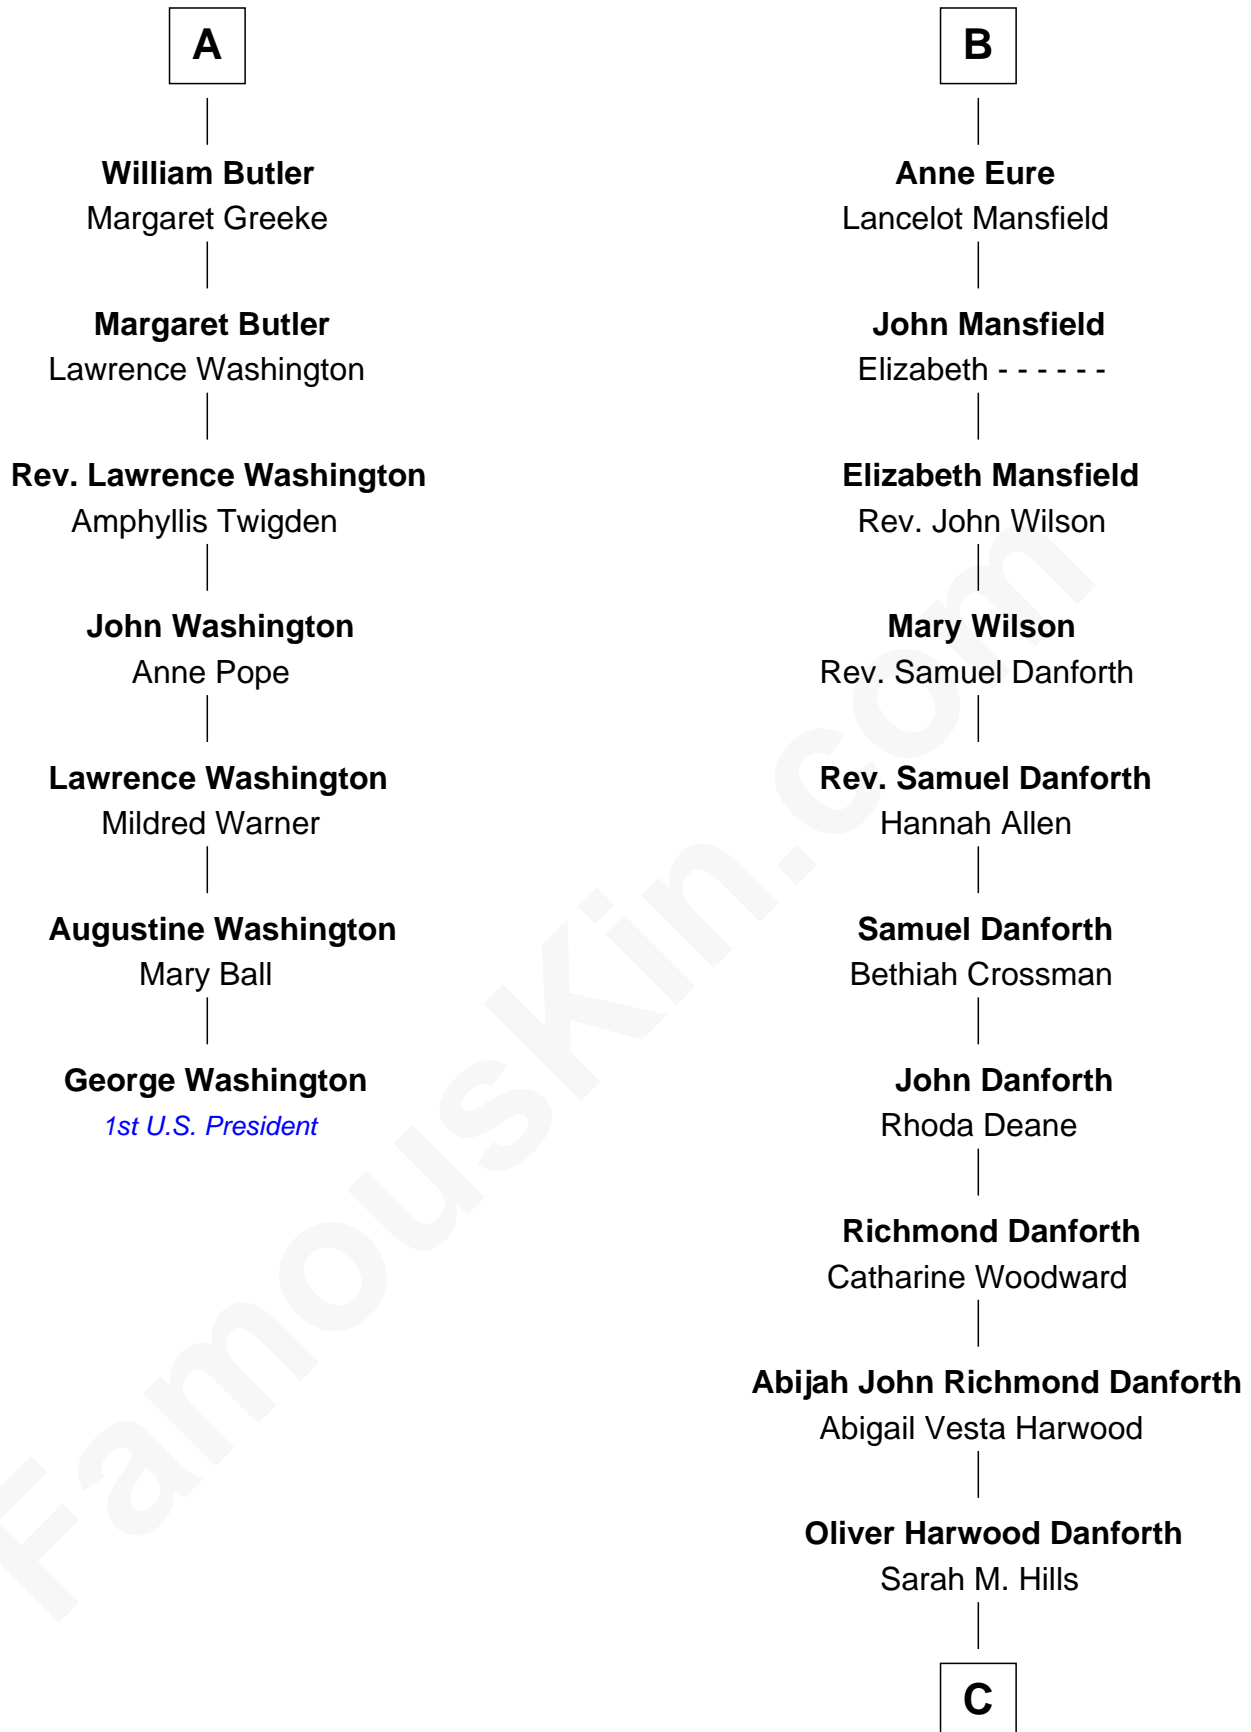 A
William Butler
Margaret Greeke
Margaret Butler
Lawrence Washington
Rev. Lawrence Washington
Amphyllis Twigden
John Washington
Anne Pope
Lawrence Washington
Mildred Warner
Augustine Washington
Mary Ball
George Washington
1st U.S. President
B
Anne Eure
Lancelot Mansfield
John Mansfield
Elizabeth - - - - - -
Elizabeth Mansfield
Rev. John Wilson
Mary Wilson
Rev. Samuel Danforth
Rev. Samuel Danforth
Hannah Allen
Samuel Danforth
Bethiah Crossman
John Danforth
Rhoda Deane
Richmond Danforth
Catharine Woodward
Abijah John Richmond Danforth
Abigail Vesta Harwood
Oliver Harwood Danforth
Sarah M. Hills
C
FamousKin.com